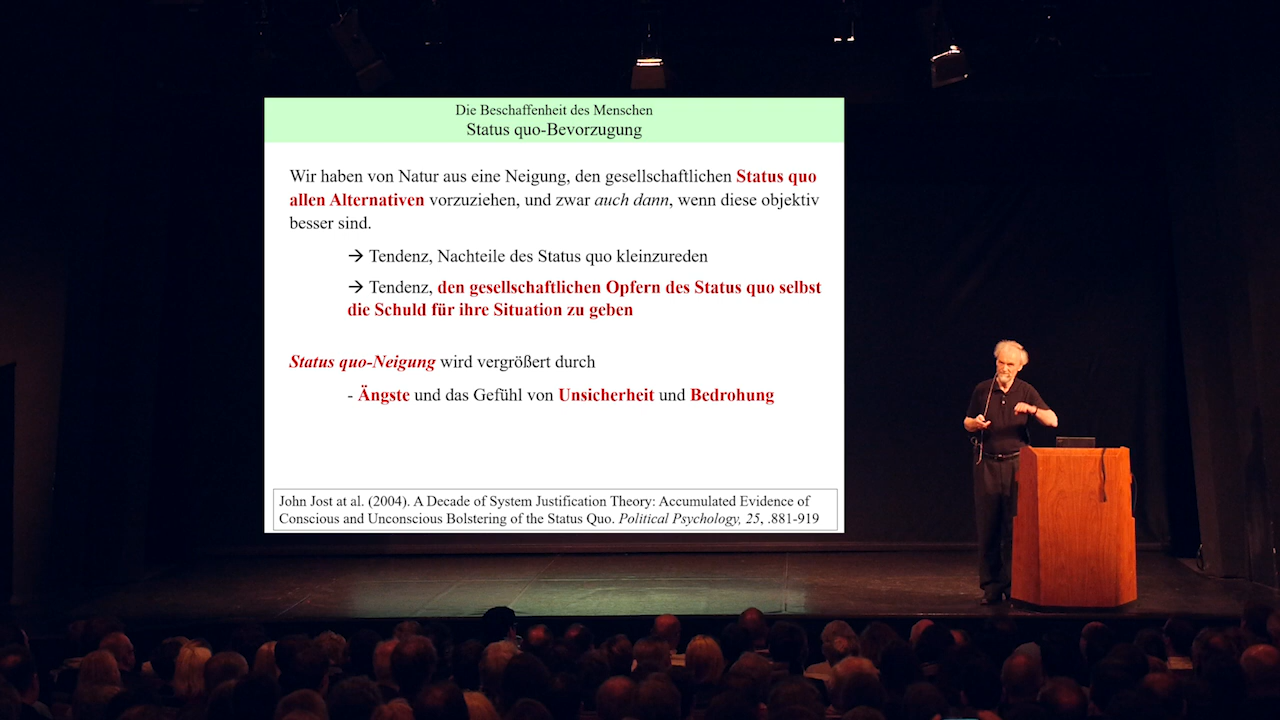 Die Beschaffenheit des Menschen
Status quo-Bevorzugung
Wir haben von Natur aus eine Neigung, den gesellschaftlichen Status quo
allen Alternativen vorzuziehen, und zwar auch dann, wenn diese objektiv
besser sind.
→ Tendenz, Nachteile des Status quo kleinzureden
→ Tendenz, den gesellschaftlichen Opfern des Status quo selbst
die Schuld für ihre Situation zu geben
Status quo-Neigung wird vergrößert durch
- Ängste und das Gefühl von Unsicherheit und Bedrohung
John Jost at al. (2004). A Decade of System Justification Theory: Accumulated Evidence of
Conscious and Unconscious Bolstering of the Status Quo. Political Psychology, 25, .881-919